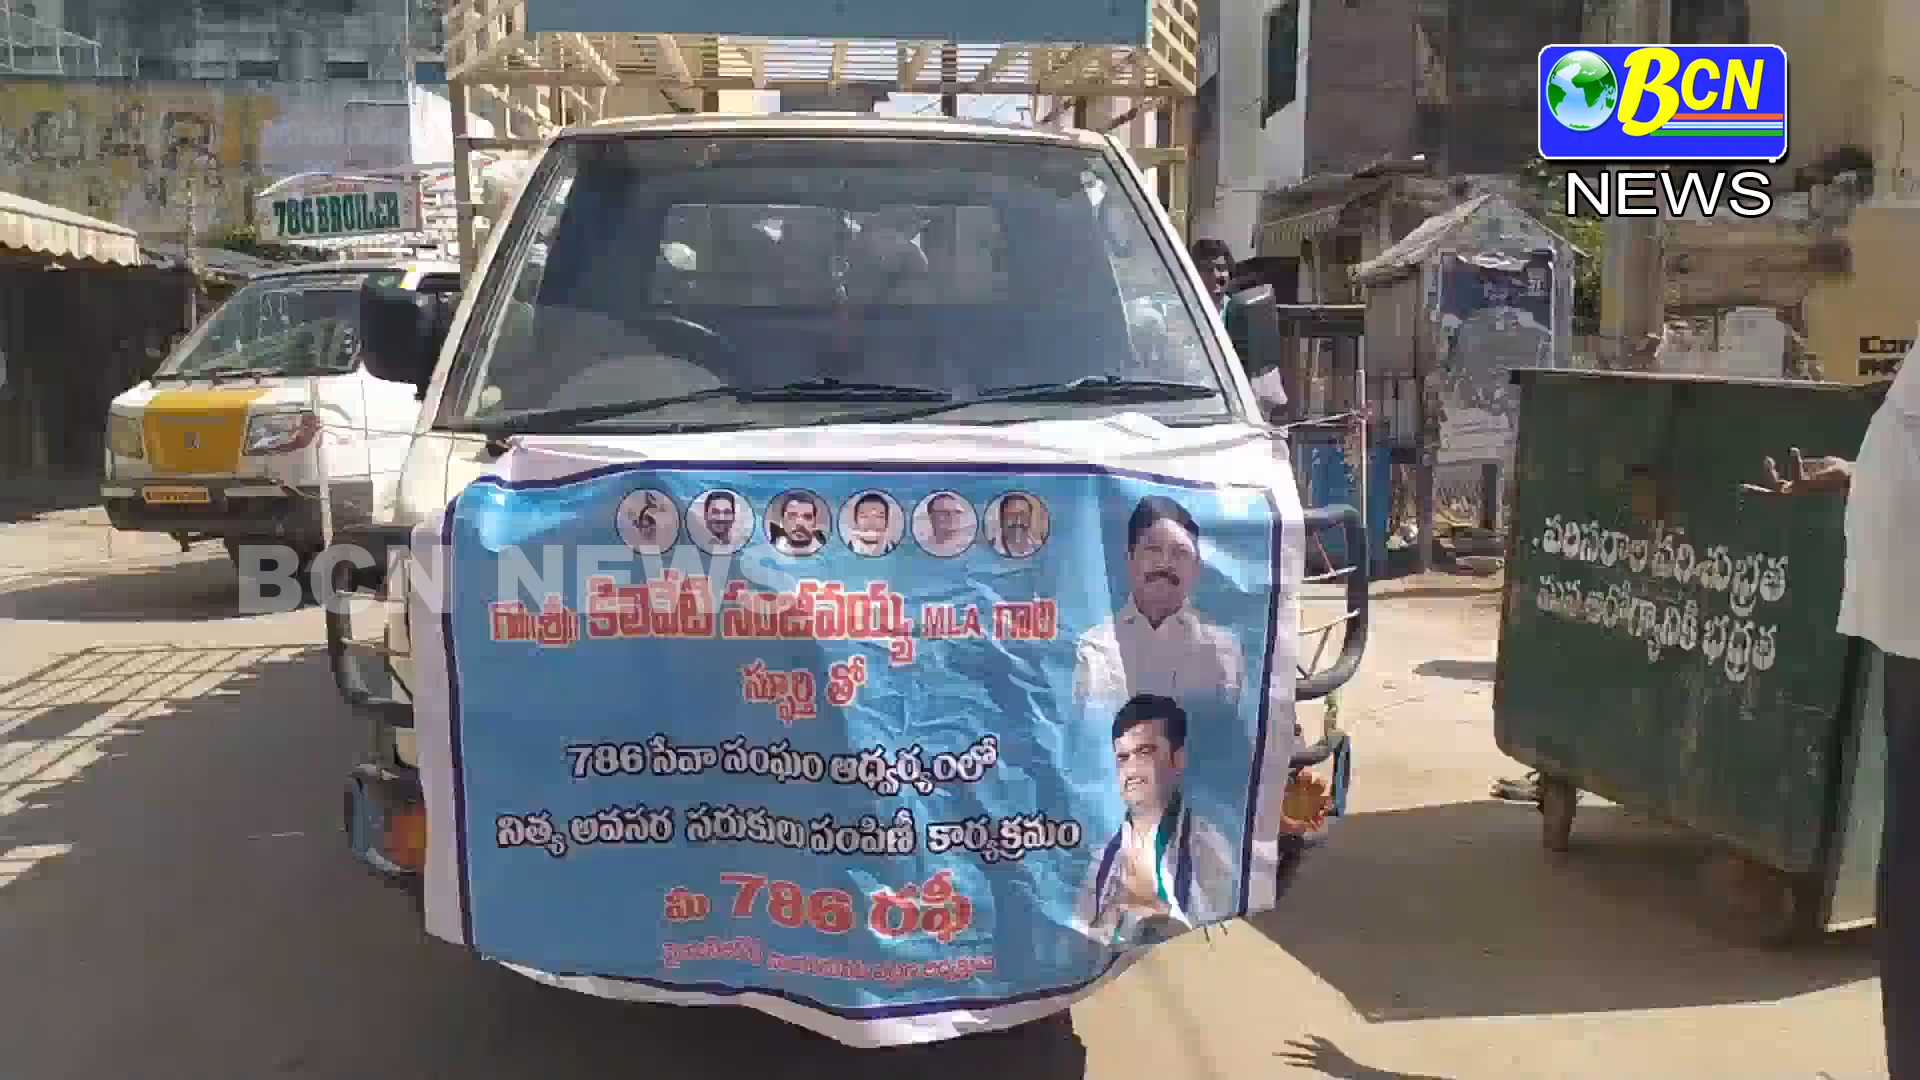 BCN
NEWS
786 BROILER
BCN NEWS
గౌ॥శ్రీ॥ కిలివేటి సంజీవయ్య MLA గారి
స్ఫూర్తి తో
786 సేవా సంఘం ఆధ్వర్యంలో
నిత్య అవసర సరుకులు పంపిణీ కార్యక్రమం
మీ 786 రఫీ
పరిసరాల పరిశుభ్రత
మన ఆరోగ్యానికి భద్రత